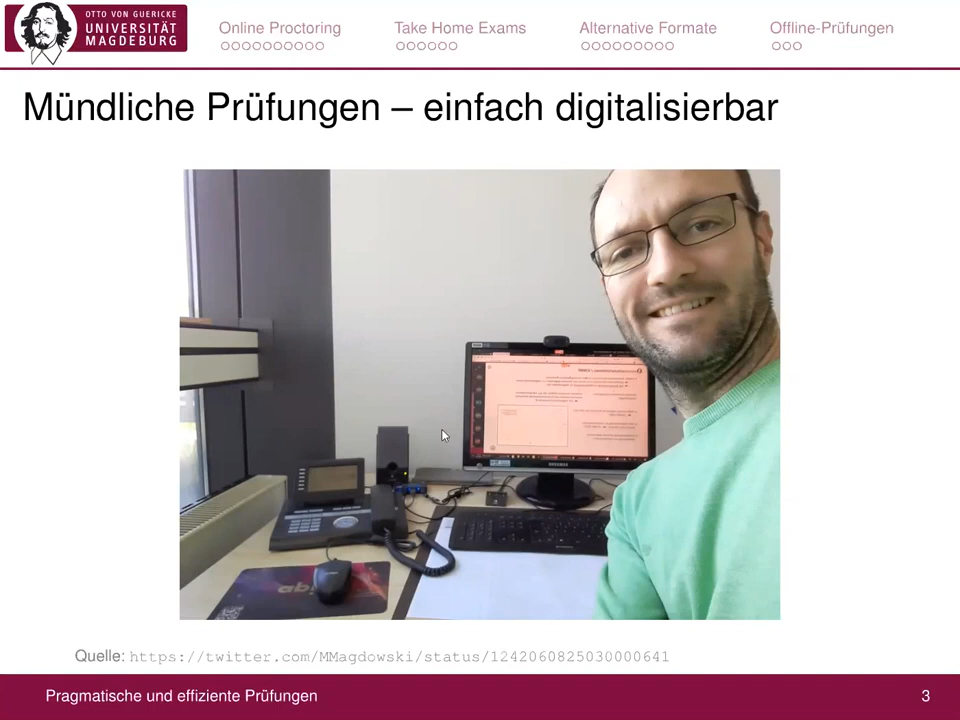 OTTO VON GUERICKE
UNIVERSITÄT
MAGDEBURG
Online Proctoring
Take Home Exams
Alternative Formate
Offline-Prüfungen
Mündliche Prüfungen – einfach digitalisierbar
Quelle: https://twitter.com/MMagdowski/status/1242060825030000641
Pragmatische und effiziente Prüfungen
3